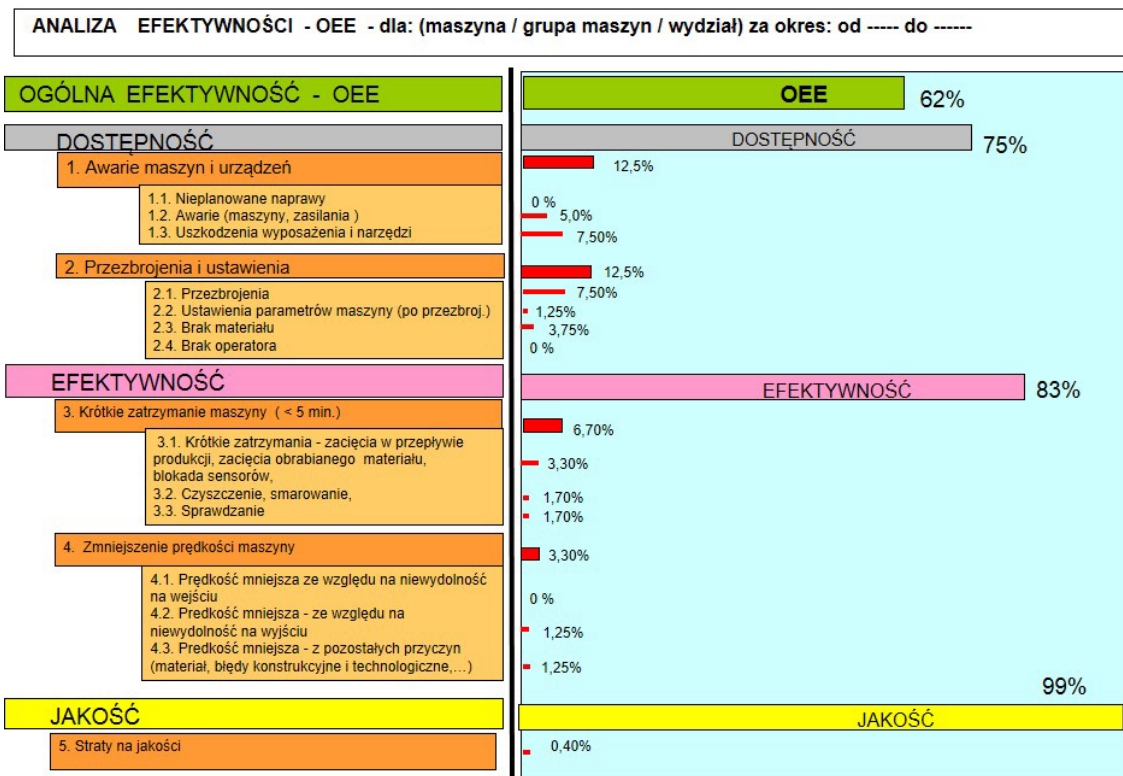 ANALIZA EFEKTYWNOŚCI - OEE - dla: (maszyna / grupa maszyn / wydział) za okres: od ----- do ------
OGÓLNA EFEKTYWNOŚĆ - OEE
OEE
62%
DOSTĘPNOŚĆ
DOSTĘPNOŚĆ
75%
1. Awarie maszyn i urządzeń
12,5%
1.1. Nieplanowane naprawy
0 %
1.2. Awarie (maszyny, zasilania )
5,0%
1.3. Uszkodzenia wyposażenia i narzędzi
7,50%
2. Przezbrojenia i ustawienia
12,5%
2.1. Przezbrojenia
7,50%
2.2. Ustawienia parametrów maszyny (po przezbroj.)
1,25%
2.3. Brak materiału
3,75%
2.4. Brak operatora
0 %
EFEKTYWNOŚĆ
EFEKTYWNOŚĆ
83%
3. Krótkie zatrzymanie maszyny ( < 5 min.)
6,70%
3.1. Krótkie zatrzymania - zacięcia w przepływie
produkcji, zacięcia obrabianego materiału,
blokada sensorów,
3,30%
3.2. Czyszczenie, smarowanie,
1,70%
3.3. Sprawdzanie
1,70%
4. Zmniejszenie prędkości maszyny
3,30%
4.1. Prędkość mniejsza ze względu na niewydolność
na wejściu
0 %
4.2. Predkość mniejsza - ze względu na
niewydolność na wyjściu
1,25%
4.3. Predkość mniejsza - z pozostałych przyczyn
(materiał, błędy konstrukcyjne i technologiczne,...)
1,25%
99%
JAKOŚĆ
JAKOŚĆ
5. Straty na jakości
0,40%